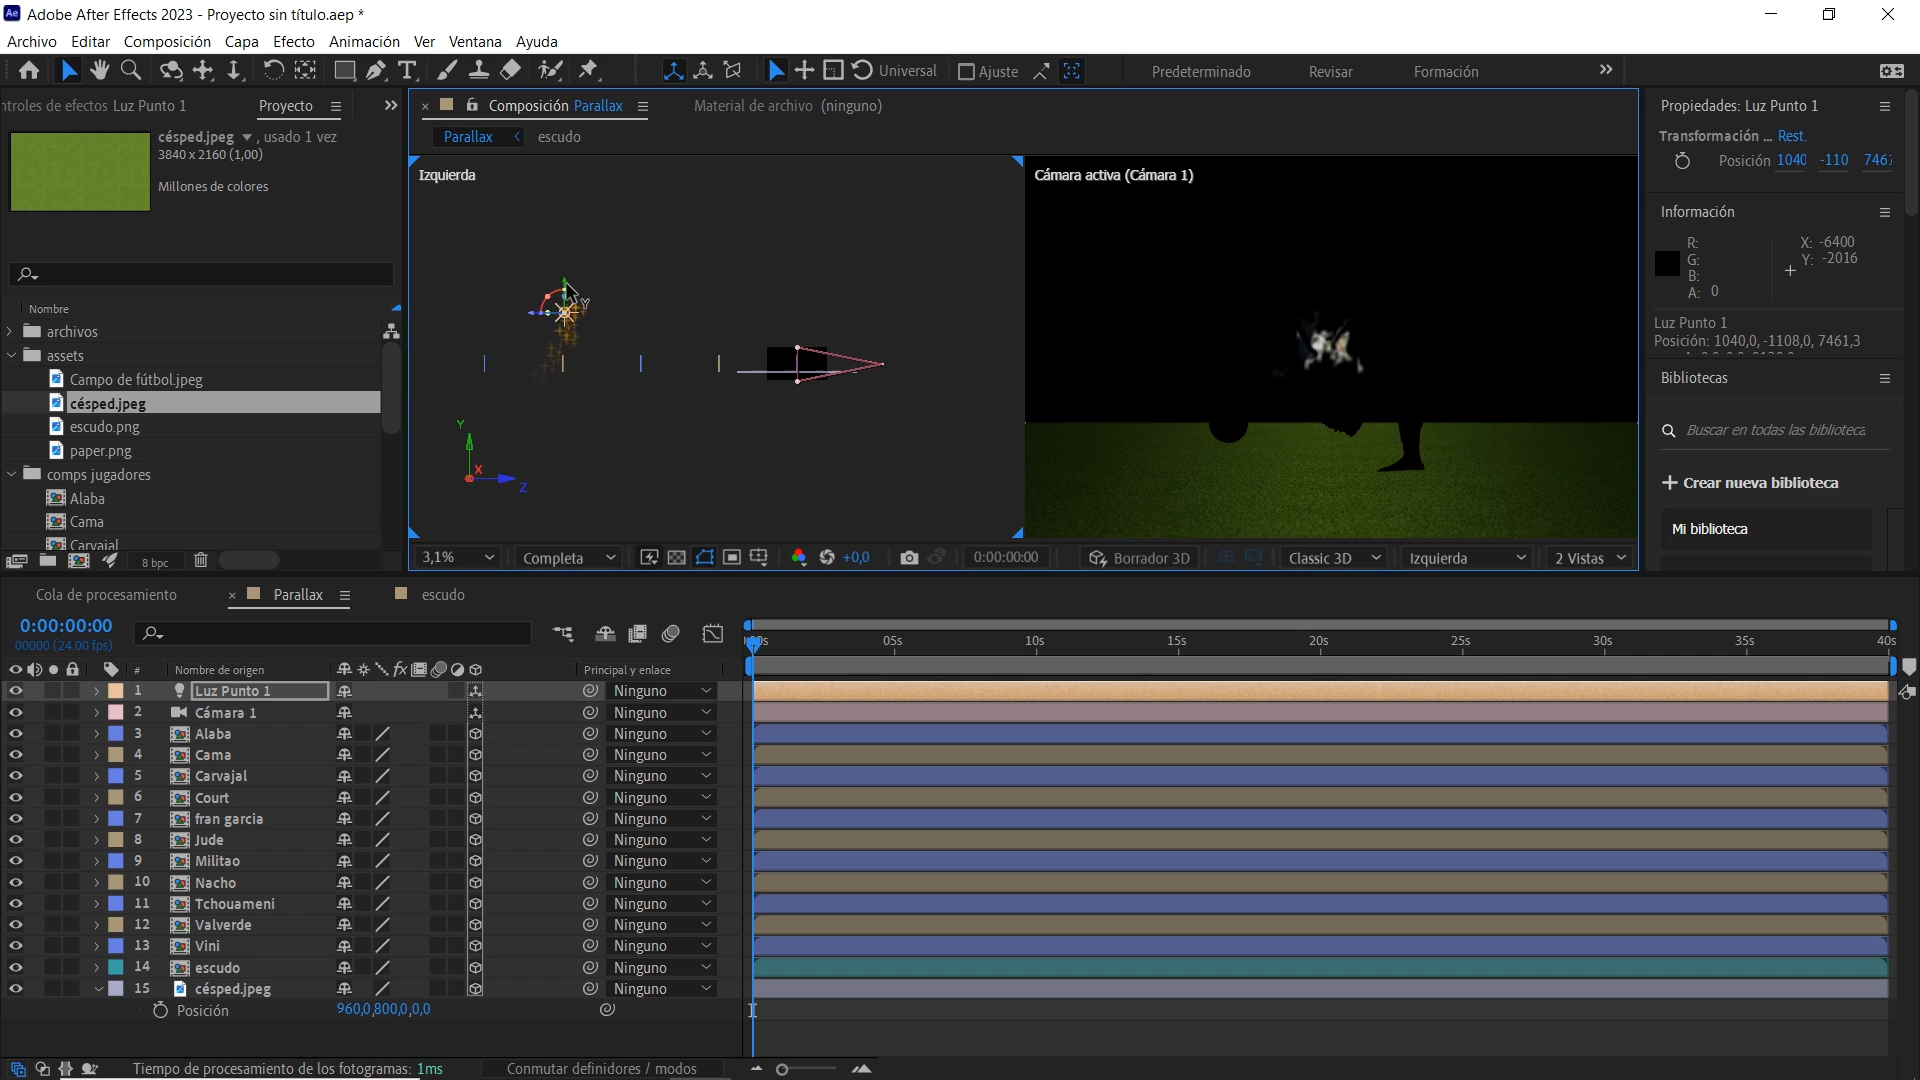 Ae Adobe After Effects 2023 - Proyecto sin título.aep *
Archivo Editar Composición Capa Efecto Animación Ver Ventana Ayuda
Universal Ajuste Predeterminado Revisar Formación
ntroles de efectos Luz Punto 1 Proyecto
césped.jpeg , usado 1 vez
3840 x 2160 (1,00)
Millones de colores
Nombre
archivos
assets
Campo de fútbol.jpeg
césped.jpeg
escudo.png
paper.png
comps jugadores
Alaba
Cama
Carvajal
8 bpc
Composición Parallax Material de archivo (ninguno)
Parallax escudo
Izquierda
Y
Y
X
Z
Cámara activa (Cámara 1)
3,1% Completa +0,0 0:00:00:00 Borrador 3D Classic 3D Izquierda 2 Vistas
Propiedades: Luz Punto 1
Transformación ... Rest.
Posición 1040 -110 746
Información
R: X: -6400
G: Y: -2016
B:
A: 0
Luz Punto 1
Posición: 1040,0, -1108,0, 7461,3
Bibliotecas
Buscar en todas las biblioteca
Crear nueva biblioteca
Mi biblioteca
Cola de procesamiento Parallax escudo
0:00:00:00
00000 (24.00 fps)
00s 05s 10s 15s 20s 25s 30s 35s 40s
# Nombre de origen fx Principal y enlace
1 Luz Punto 1 Ninguno
2 Cámara 1 Ninguno
3 Alaba Ninguno
4 Cama Ninguno
5 Carvajal Ninguno
6 Court Ninguno
7 fran garcia Ninguno
8 Jude Ninguno
9 Militao Ninguno
10 Nacho Ninguno
11 Tchouameni Ninguno
12 Valverde Ninguno
13 Vini Ninguno
14 escudo Ninguno
15 césped.jpeg Ninguno
Posición 960,0,800,0,0,0
Tiempo de procesamiento de los fotogramas: 1ms Conmutar definidores / modos